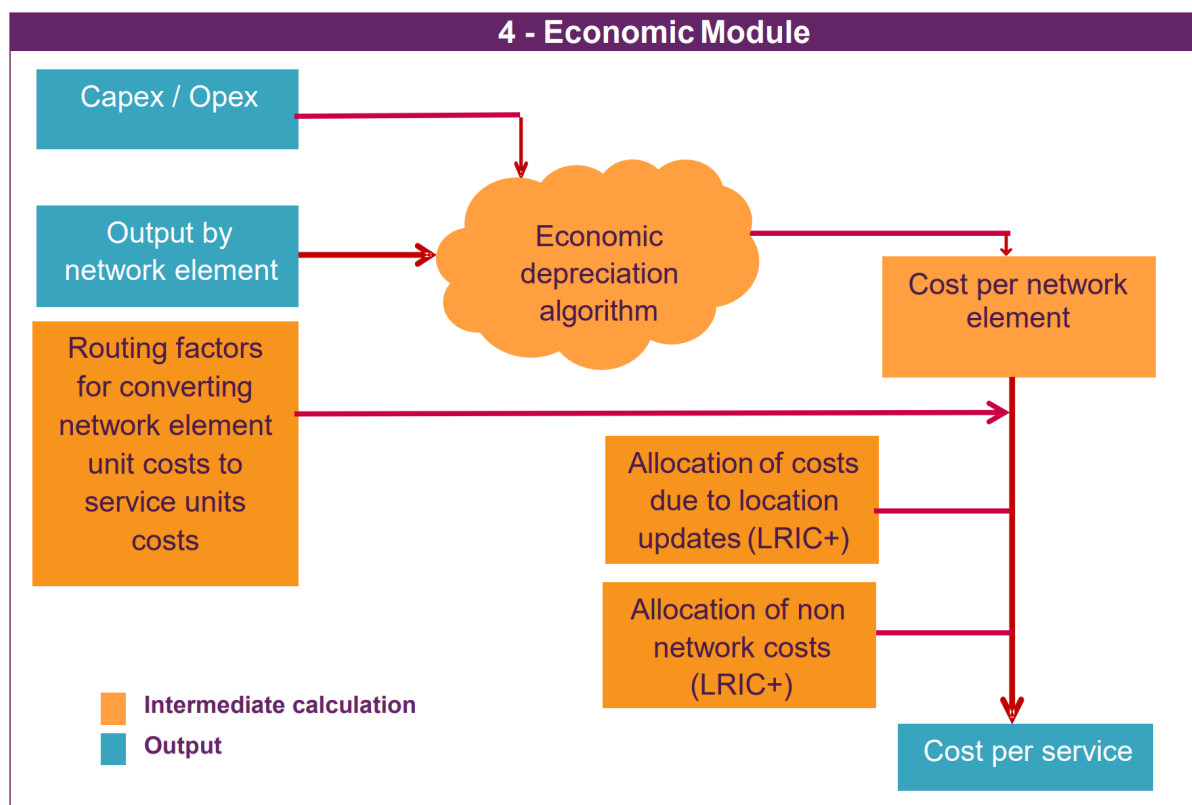 4 - Economic Module
Capex / Opex
Output by
network element
Economic
depreciation
algorithm
Cost per network
element
Routing factors
for converting
network element
unit costs to
service units
costs
Allocation of costs
due to location
updates (LRIC+)
Allocation of non
network costs
(LRIC+)
Intermediate calculation
Output
Cost per service